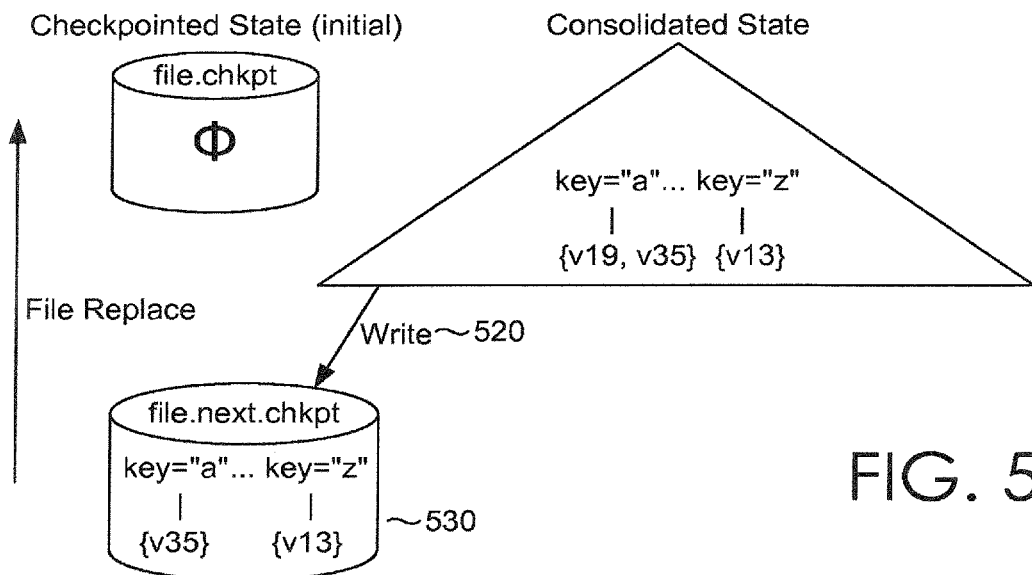 Checkpointed State (initial)
Consolidated State
file.chkpt
Φ
key="a"... key="z"
{v19, v35} {v13}
File Replace
Write 520
file.next.chkpt
key="a"... key="z"
{v35} {v13}
530
FIG. 5